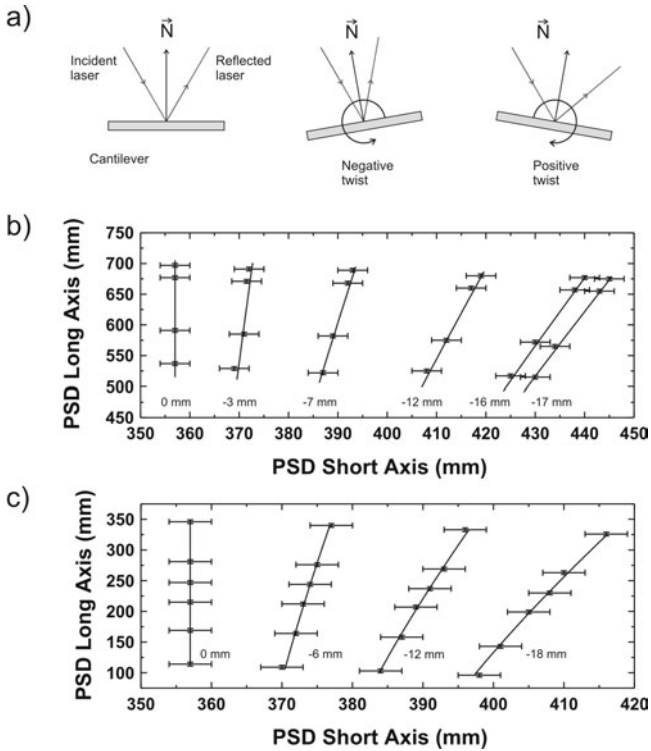 a)
N
N
N
Incident
laser
Reflected
laser
Cantilever
Negative
twist
Positive
twist
b)
PSD Long Axis (mm)
750
700
650
600
550
500
450
0 mm
-3 mm
-7 mm
-12 mm
-16 mm
-17 mm
350 360 370 380 390 400 410 420 430 440 450
PSD Short Axis (mm)
c)
PSD Long Axis (mm)
350
300
250
200
150
100
0 mm
-6 mm
-12 mm
-18 mm
350 360 370 380 390 400 410 420
PSD Short Axis (mm)